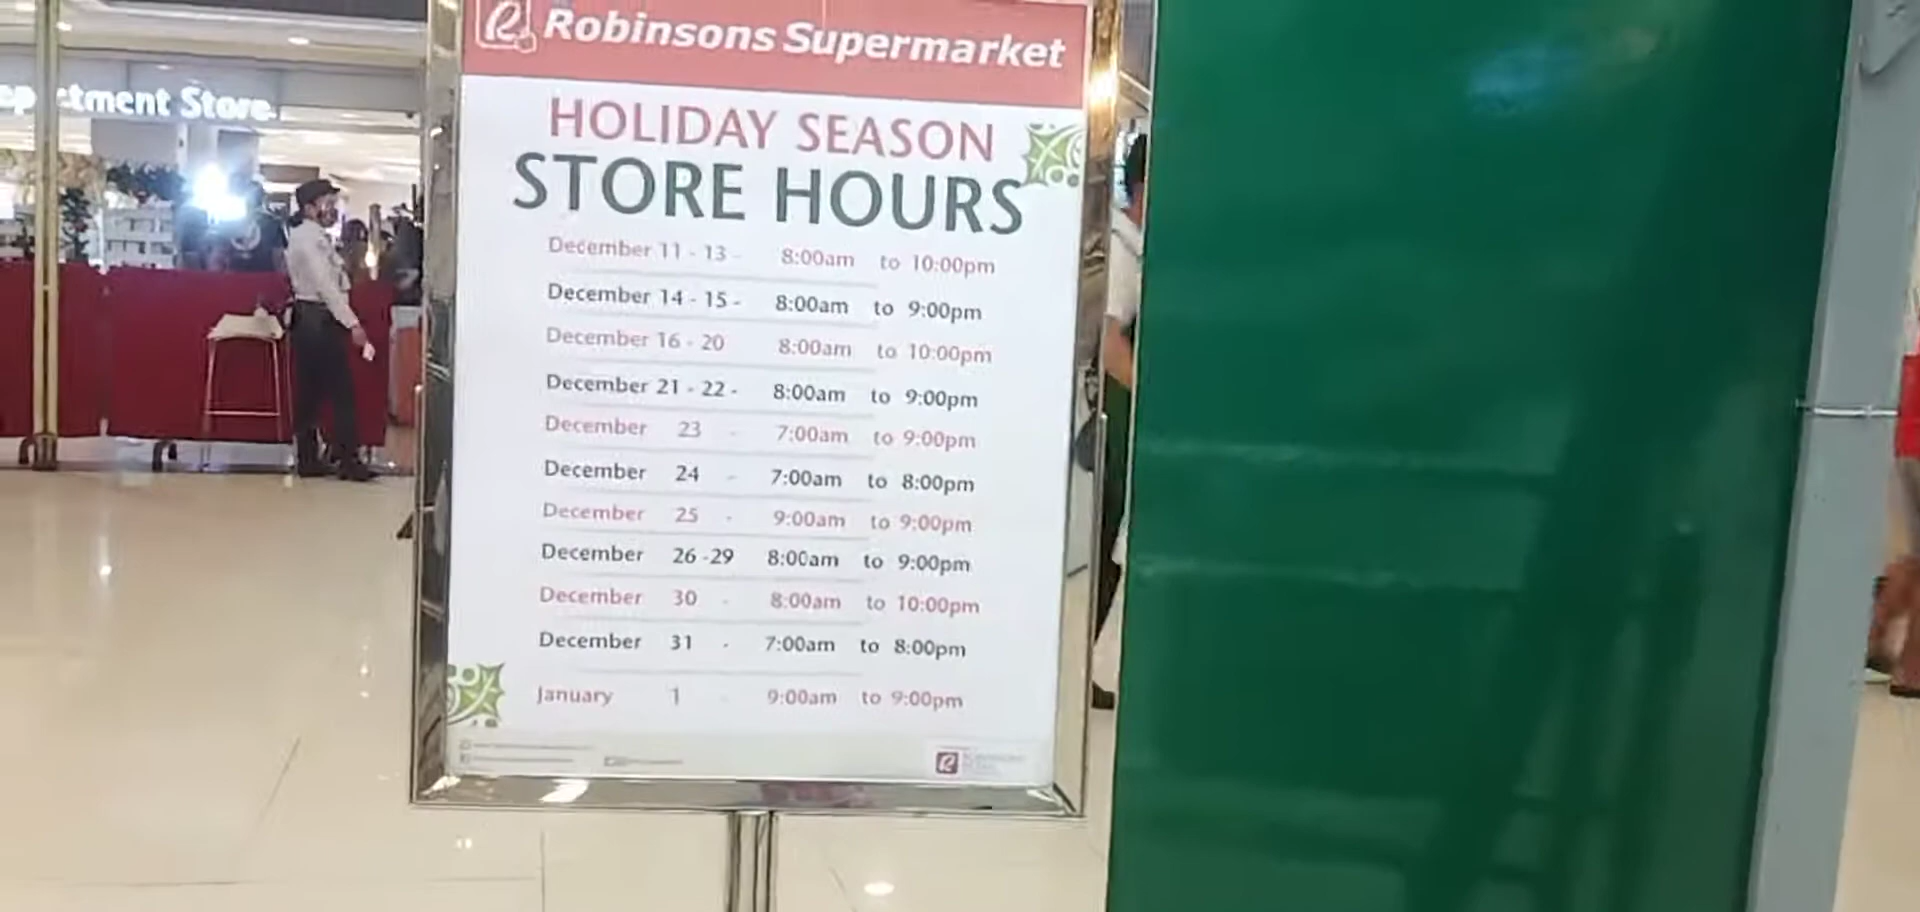 Robinsons Supermarket
tment Store.
HOLIDAY SEASON
STORE HOURS
December 11 - 13 - 8:00am to 10:00pm
December 14 - 15 - 8:00am to 9:00pm
December 16 - 20 8:00am to 10:00pm
December 21 - 22 - 8:00am to 9:00pm
December 23 - 7:00am to 9:00pm
December 24 - 7:00am to 8:00pm
December 25 - 9:00am to 9:00pm
December 26 -29 8:00am to 9:00pm
December 30 - 8:00am to 10:00pm
December 31 - 7:00am to 8:00pm
January 1 - 9:00am to 9:00pm